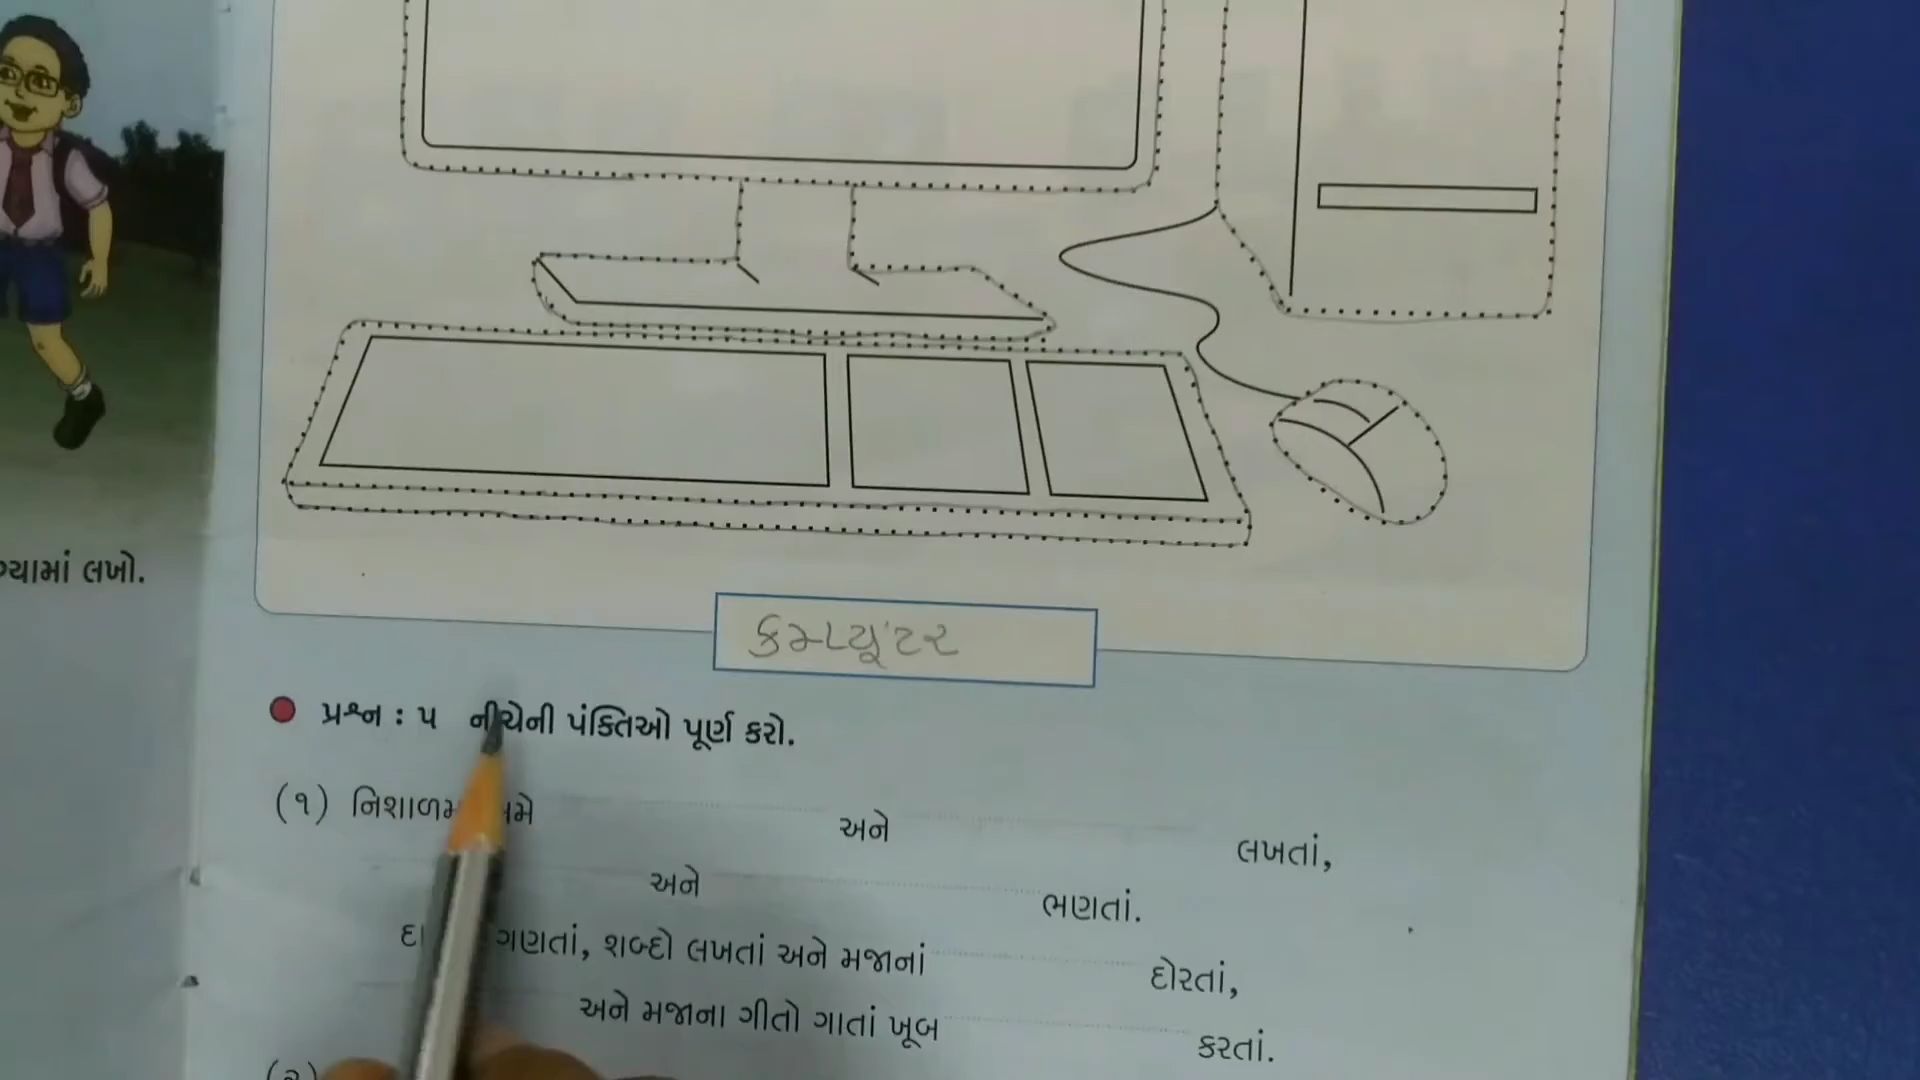 લખો.
કમ્પ્યૂટર
પ્રશ્ન : ૫ નીચેની પંક્તિઓ પૂર્ણ કરો.
(૧) અને લખતાં,
અને ભણતાં.
ગણતાં, શબ્દો લખતાં અને મજાનાં દોરતાં,
અને મજાના ગીતો ગાતાં ખૂબ કરતાં.